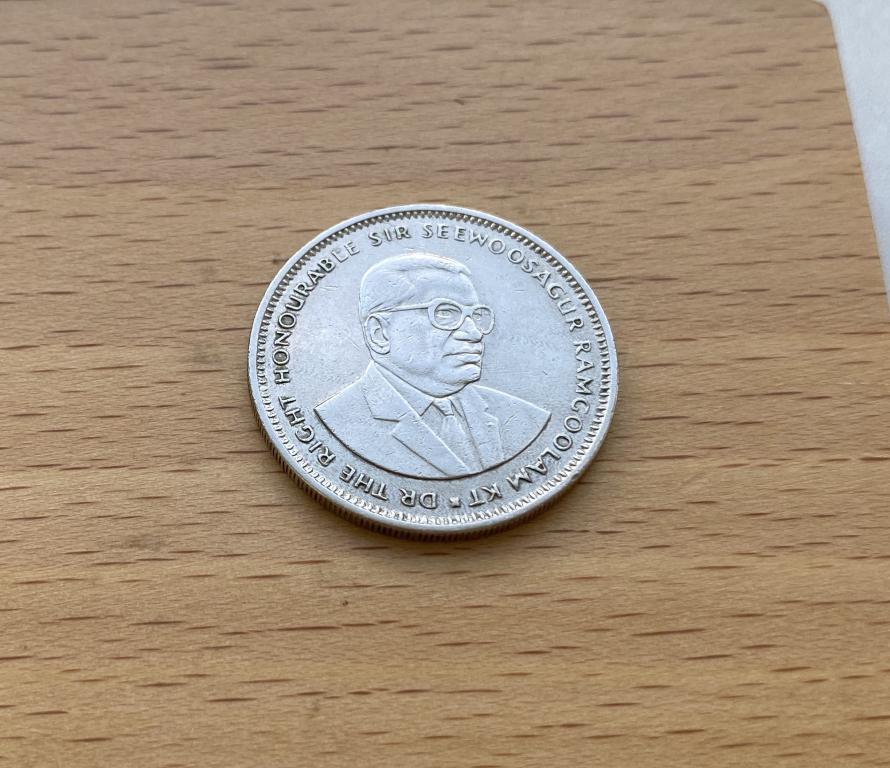 DR THE RIGHT HONOURABLE SIR SEEWOOSAGUR RAMGOOLAM KT